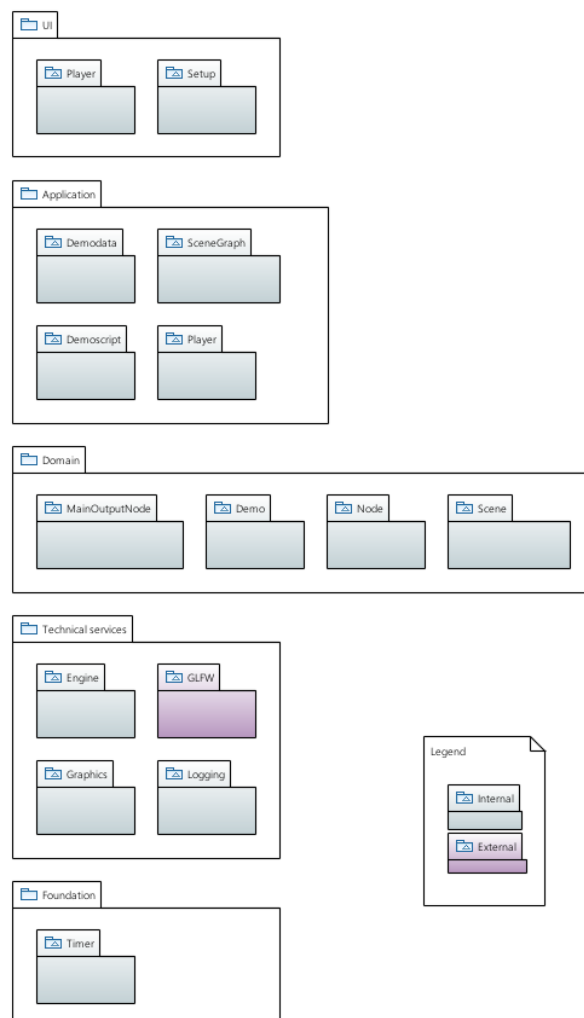 UI
Player
Setup
Application
Demodata
SceneGraph
Demoscript
Player
Domain
MainOutputNode
Demo
Node
Scene
Technical services
Engine
GLFW
Graphics
Logging
Legend
Internal
External
Foundation
Timer